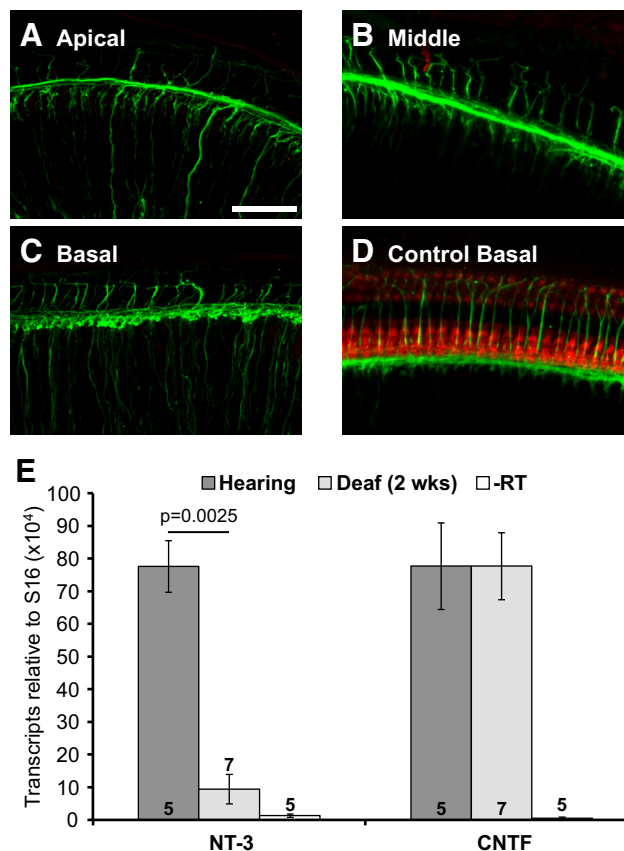 A Apical
B Middle
C Basal
D Control Basal
E
Hearing Deaf (2 wks) -RT
p=0.0025
Transcripts relative to S16 (x10⁴)
100
90
80
70
60
50
40
30
20
10
0
5
7
5
5
7
5
NT-3
CNTF